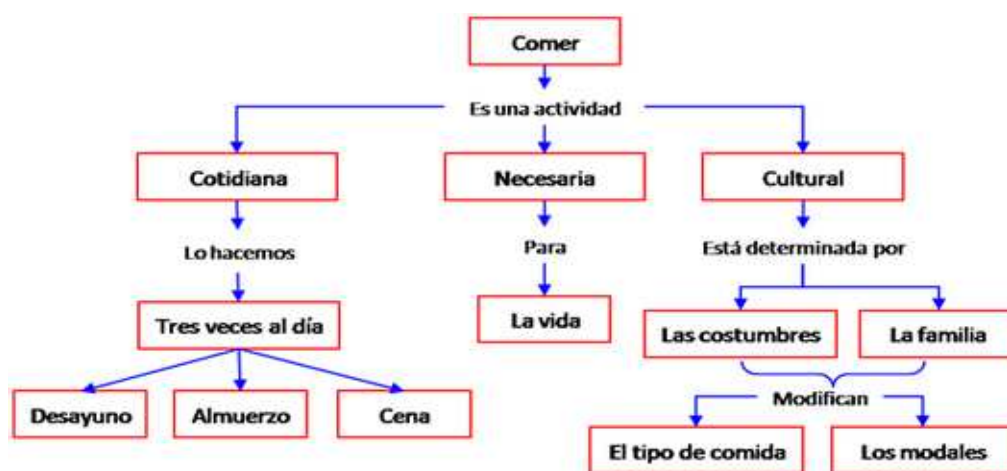 Comer
Es una actividad
Cotidiana
Necesaria
Cultural
Lo hacemos
Para
Está determinada por
Tres veces al día
La vida
Las costumbres
La familia
Desayuno
Almuerzo
Cena
Modifican
El tipo de comida
Los modales